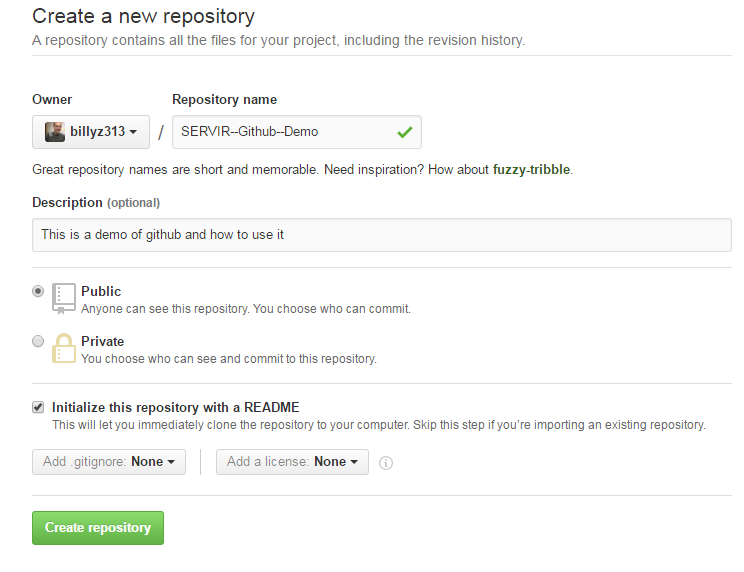 Create a new repository
A repository contains all the files for your project, including the revision history.
Owner Repository name
billyz313 / SERVIR--Github--Demo
Great repository names are short and memorable. Need inspiration? How about fuzzy-tribble.
Description (optional)
This is a demo of github and how to use it
Public
Anyone can see this repository. You choose who can commit.
Private
You choose who can see and commit to this repository.
Initialize this repository with a README
This will let you immediately clone the repository to your computer. Skip this step if you're importing an existing repository.
Add .gitignore: None Add a license: None
Create repository